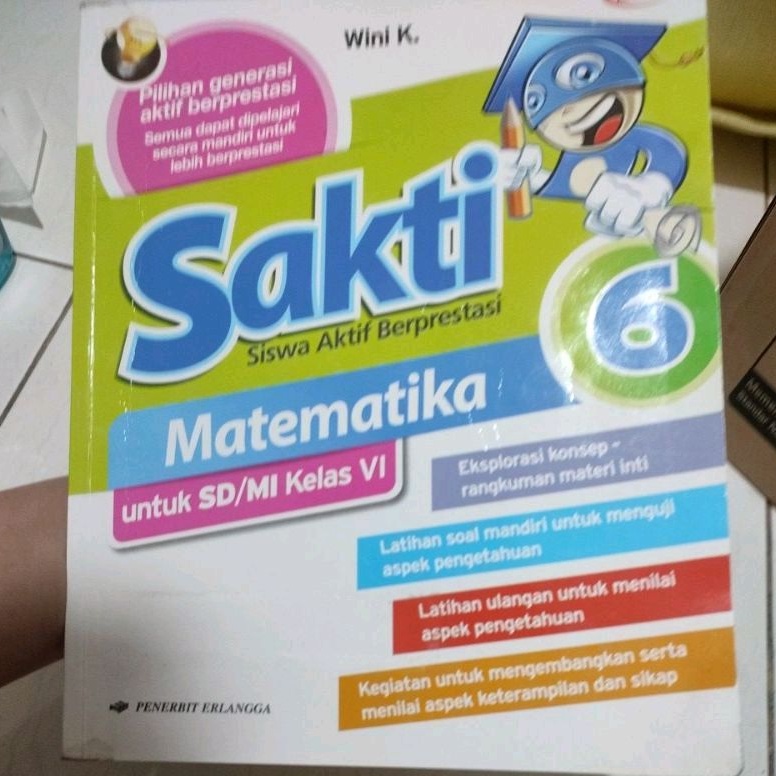 Wini K.
Pilihan generasi
aktif berprestasi
Semua dapat dipelajari
secara mandiri untuk
lebih berprestasi
Sakti
Siswa Aktif Berprestasi
6
Matematika
untuk SD/MI Kelas VI
Eksplorasi konsep -
rangkuman materi inti
Latihan soal mandiri untuk menguji
aspek pengetahuan
Latihan ulangan untuk menilai
aspek pengetahuan
Kegiatan untuk mengembangkan serta
menilai aspek keterampilan dan sikap
PENERBIT ERLANGGA